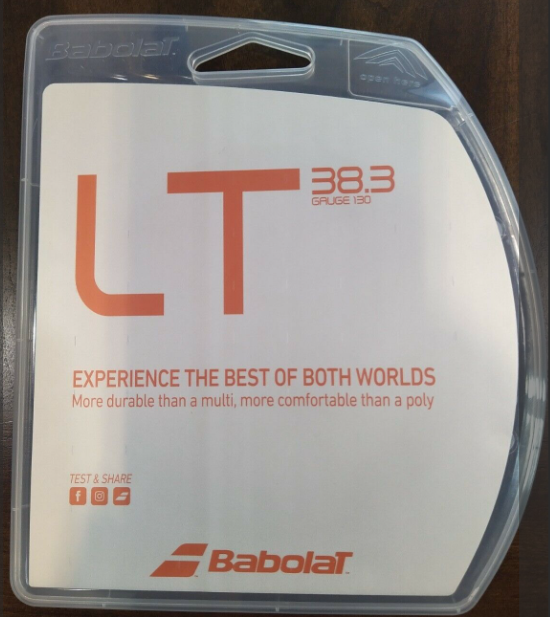 Babolat
open here
LT
38.3
GAUGE 130
EXPERIENCE THE BEST OF BOTH WORLDS
More durable than a multi, more comfortable than a poly
TEST & SHARE
Babolat